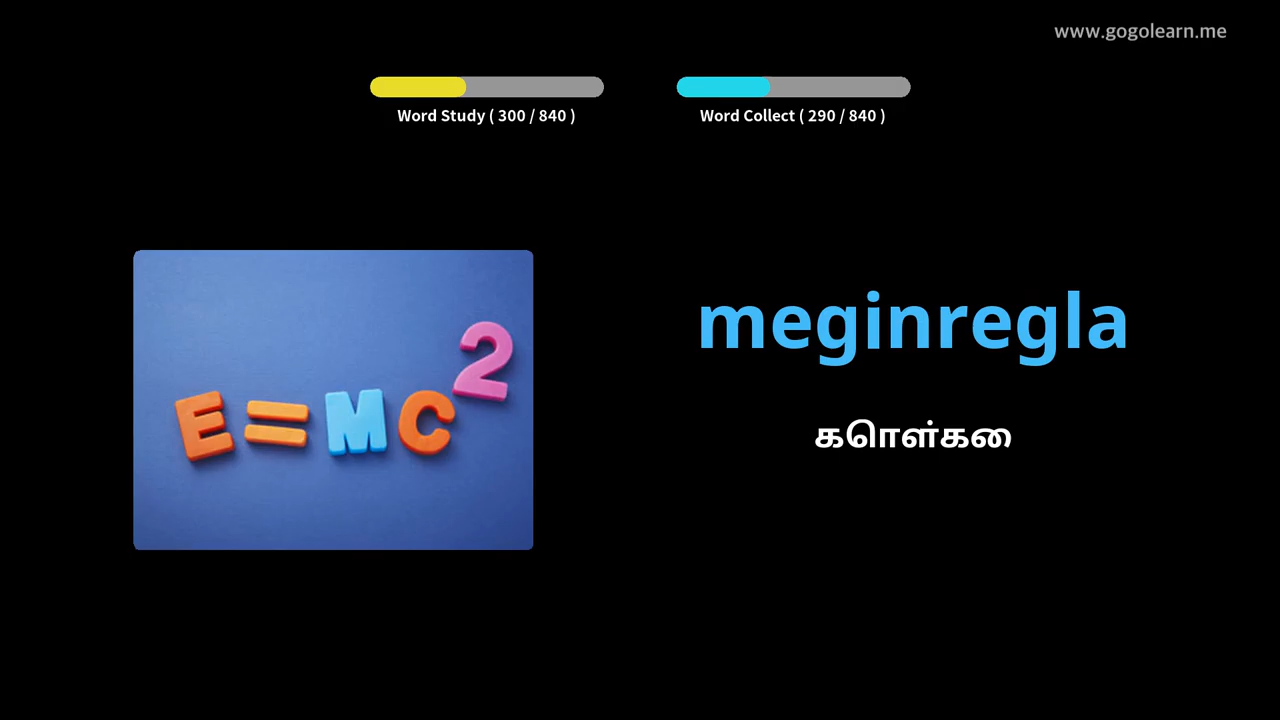 www.gogolearn.me
Word Study ( 300 / 840 )
Word Collect ( 290 / 840 )
E=MC2
meginregla
கொள்கை